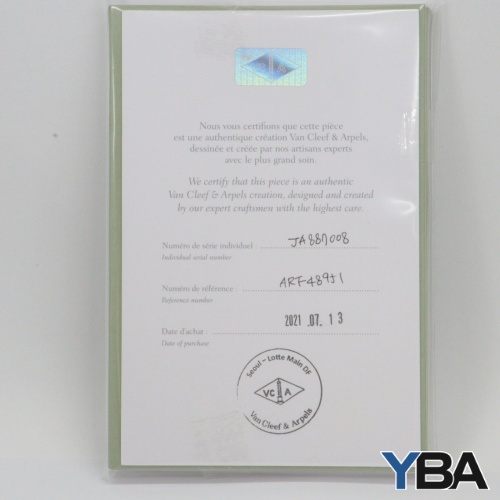 Nous vous certifions que cette pièce
est une authentique création Van Cleef & Arpels,
dessinée et créée par nos artisans experts
avec le plus grand soin.
We certify that this piece is an authentic
Van Cleef & Arpels creation, designed and created
by our expert craftsmen with the highest care.
Numéro de série individuel : JA887008
Individual serial number
Numéro de référence : ARF489J1
Reference number
Date d'achat : 2021.07.13
Date of purchase
Seoul - Lotte Main DF
VC A
Van Cleef & Arpels
YBA